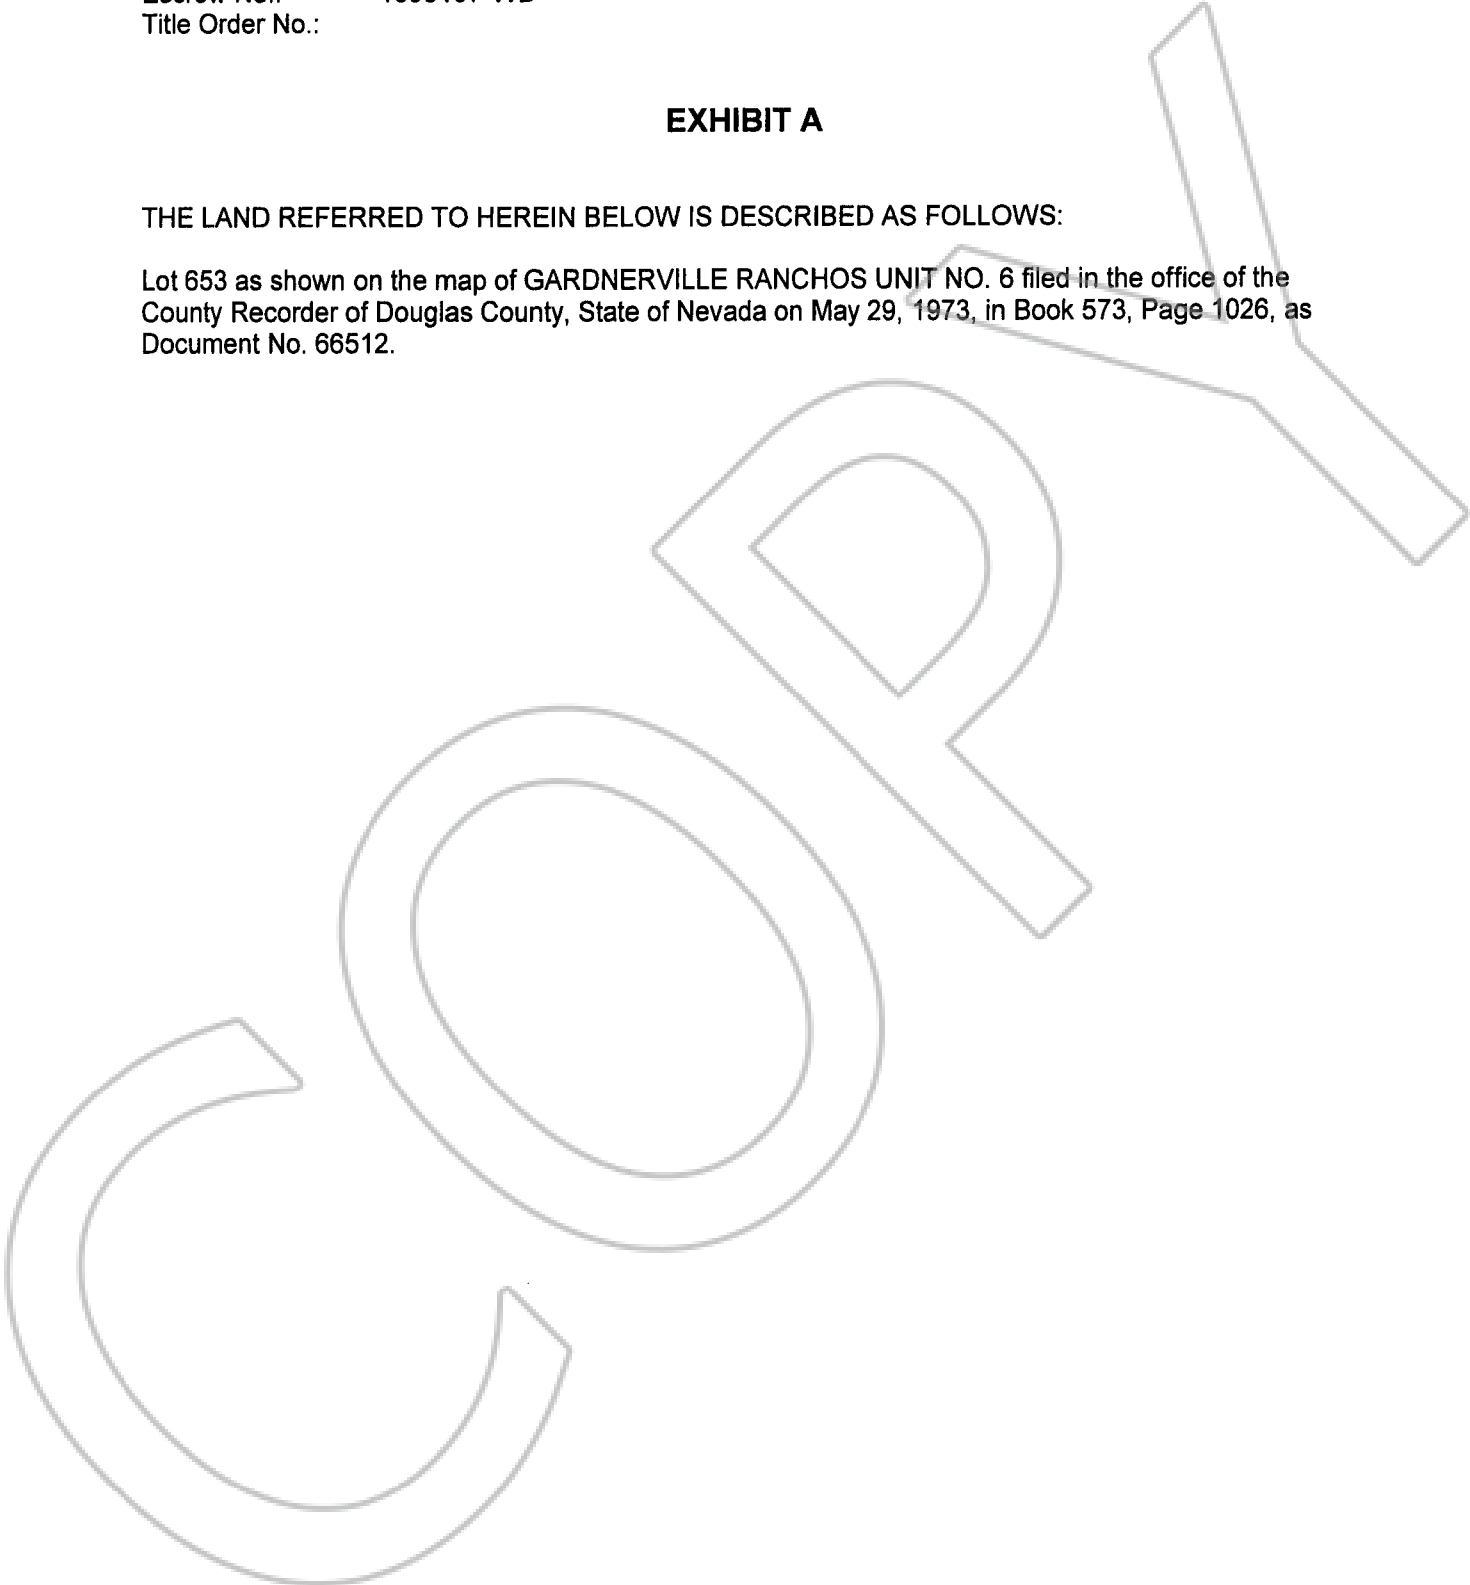 Title Order No.:
EXHIBIT A
THE LAND REFERRED TO HEREIN BELOW IS DESCRIBED AS FOLLOWS:
Lot 653 as shown on the map of GARDNERVILLE RANCHOS UNIT NO. 6 filed in the office of the
County Recorder of Douglas County, State of Nevada on May 29, 1973, in Book 573, Page 1026, as
Document No. 66512.
COPY